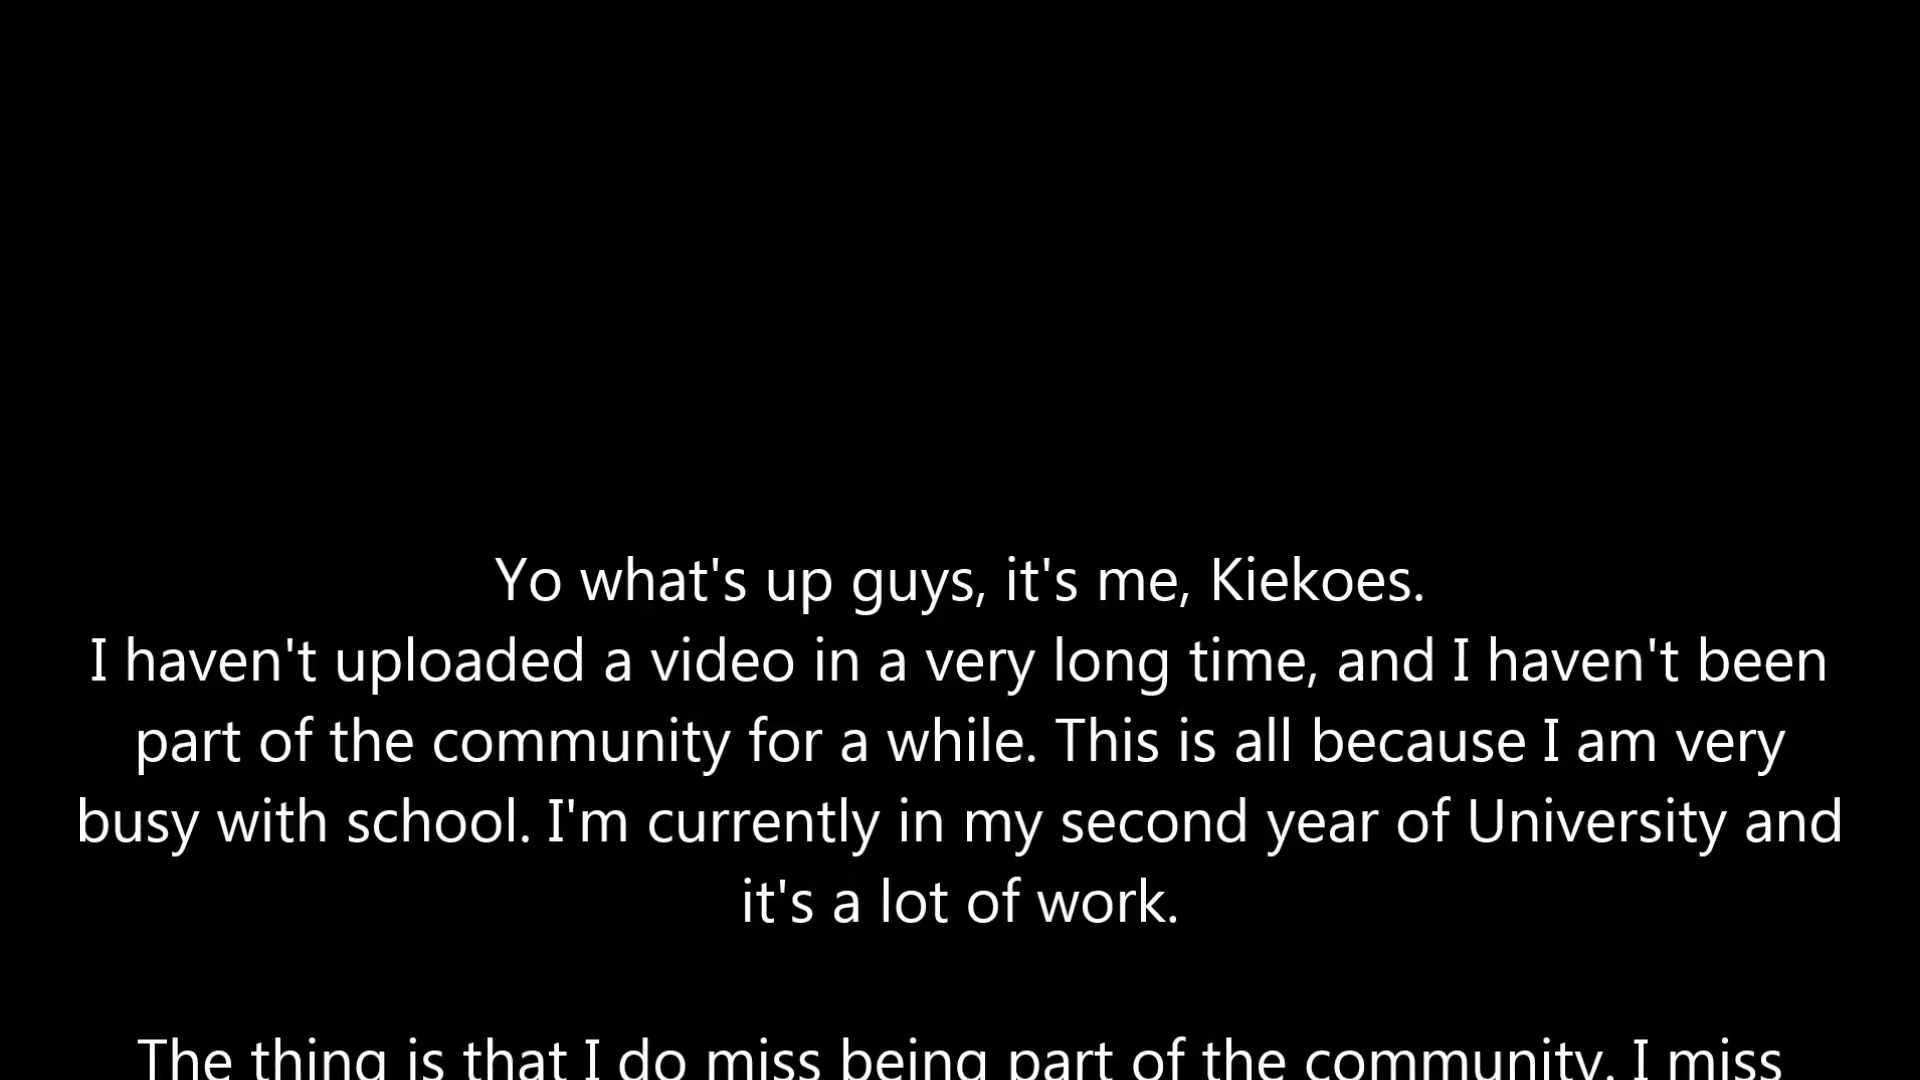 Yo what's up guys, it's me, Kiekoes.
I haven't uploaded a video in a very long time, and I haven't been
part of the community for a while. This is all because I am very
busy with school. I'm currently in my second year of University and
it's a lot of work.
The thing is that I do miss being part of the community. I miss